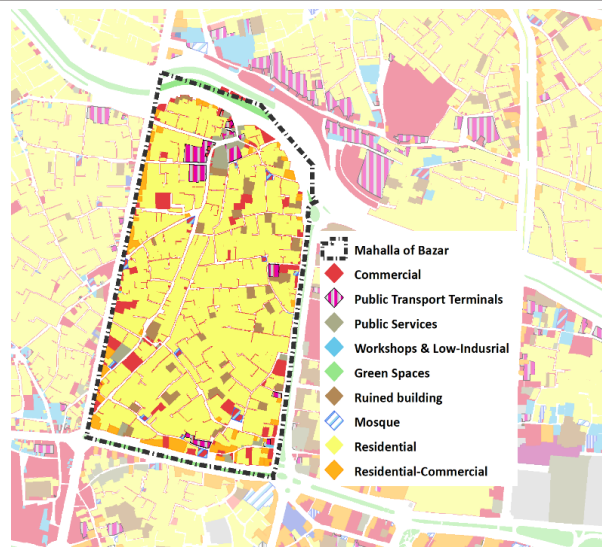 Mahalla of Bazar
Commercial
Public Transport Terminals
Public Services
Workshops & Low-Indusrial
Green Spaces
Ruined building
Mosque
Residential
Residential-Commercial